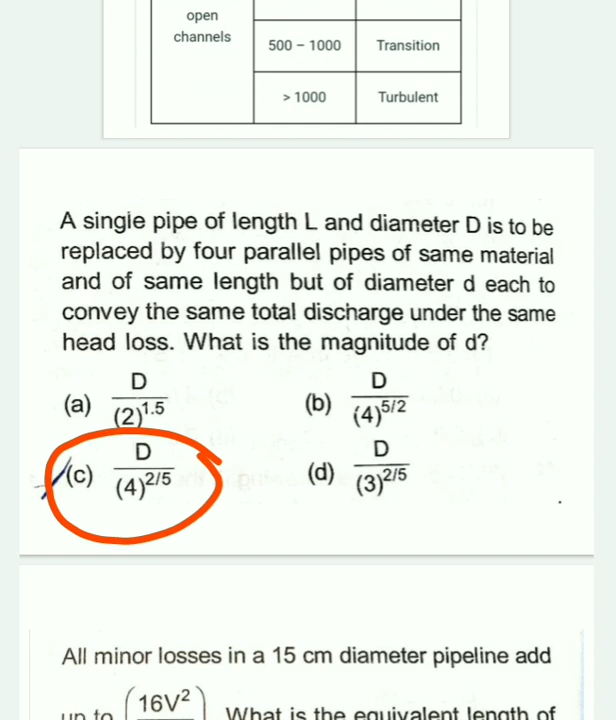 open
channels
500 – 1000 Transition
> 1000 Turbulent
A single pipe of length L and diameter D is to be
replaced by four parallel pipes of same material
and of same length but of diameter d each to
convey the same total discharge under the same
head loss. What is the magnitude of d?
(a) D/(2)^1.5 (b) D/(4)^5/2
(c) D/(4)^2/5 (d) D/(3)^2/5
All minor losses in a 15 cm diameter pipeline add
up to (16V² What is the equivalent length of